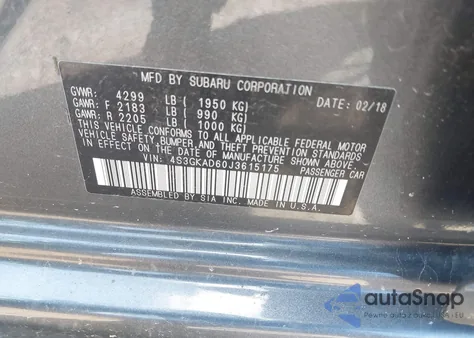 MFD BY SUBARU CORPORATION DATE: 02/18
GVWR: 4299 LB ( 1950 KG)
GAWR: F 2183 LB ( 990 KG)
GAWR: R 2205 LB ( 1000 KG)
THIS VEHICLE CONFORMS TO ALL APPLICABLE FEDERAL MOTOR
VEHICLE SAFETY, BUMPER, AND THEFT PREVENTION STANDARDS
IN EFFECT ON THE DATE OF MANUFACTURE SHOWN ABOVE.
VIN: 4S3GKAD60J3615175 PASSENGER CAR
ASSEMBLED BY SIA INC. MADE IN U.S.A.
autoSnap